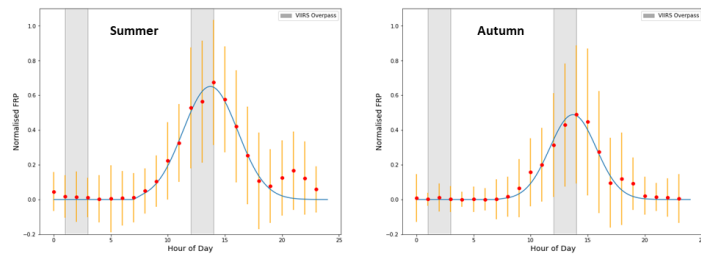 Summer
VIIRS Overpass
Normalised FRP
1.0
0.8
0.6
0.4
0.2
0.0
−0.2
0 5 10 15 20 25
Hour of Day
Autumn
VIIRS Overpass
Normalised FRP
1.0
0.8
0.6
0.4
0.2
0.0
−0.2
0 5 10 15 20 25
Hour of Day